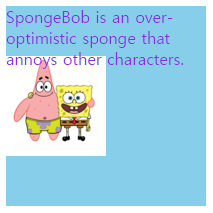 SpongeBob is an over-
optimistic sponge that
annoys other characters.